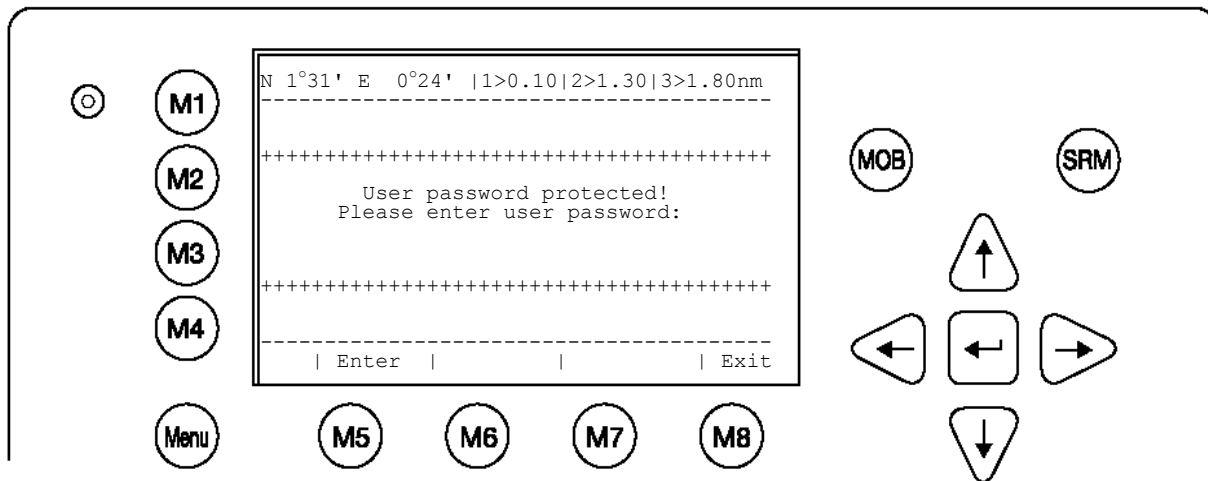 N 1°31' E 0°24' |1>0.10|2>1.30|3>1.80nm
----------------------------------------
++++++++++++++++++++++++++++++++++++++++
User password protected!
Please enter user password:
++++++++++++++++++++++++++++++++++++++++
----------------------------------------
| Enter | | | Exit
M1
M2
M3
M4
Menu
M5
M6
M7
M8
MOB
SRM